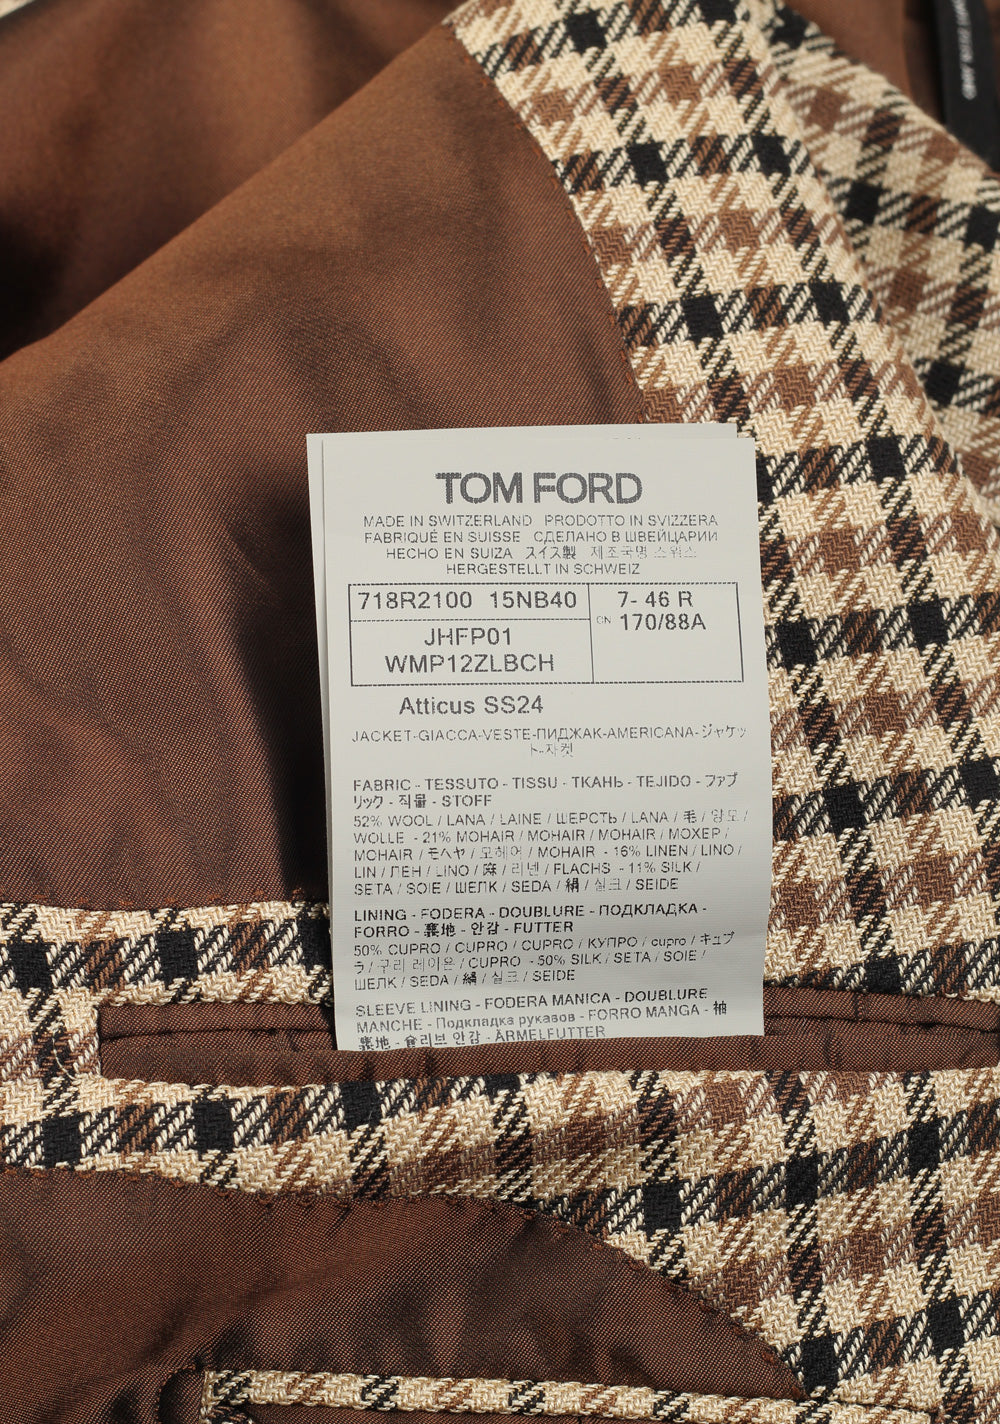 TOM FORD
MADE IN SWITZERLAND PRODOTTO IN SVIZZERA
FABRIQUÉ EN SUISSE СДЕЛАНО В ШВЕЙЦАРИИ
HECHO EN SUIZA スイス製 제조국명 스위스
HERGESTELLT IN SCHWEIZ
718R2100 15NB40 7- 46 R
CN 170/88A
JHFP01
WMP12ZLBCH
Atticus SS24
JACKET-GIACCA-VESTE-ПИДЖАК-AMERICANA-ジャケッ
ト-자켓
FABRIC - TESSUTO - TISSU - ТКАНЬ - TEJIDO - ファブ
リック - 직물 - STOFF
52% WOOL / LANA / LAINE / ШЕРСТЬ / LANA / 毛 / 양모 /
WOLLE - 21% MOHAIR / MOHAIR / MOHAIR / МОХЕР /
MOHAIR / モヘヤ / 모헤어 / MOHAIR - 16% LINEN / LINO /
LIN / ЛЕН / LINO / 麻 / 리넨 / FLACHS - 11% SILK /
SETA / SOIE / ШЕЛК / SEDA / 絹 / 실크 / SEIDE
LINING - FODERA - DOUBLURE - ПОДКЛАДКА -
FORRO - 裏地 - 안감 - FUTTER
50% CUPRO / CUPRO / CUPRO / КУПРО / cupro / キュプ
ラ / 구리 레이온 / CUPRO - 50% SILK / SETA / SOIE /
ШЕЛК / SEDA / 絹 / 실크 / SEIDE
SLEEVE LINING - FODERA MANICA - DOUBLURE
MANCHE - Подкладка рукавов - FORRO MANGA - 袖
裏地 - 안감 - ÄRMELFUTTER